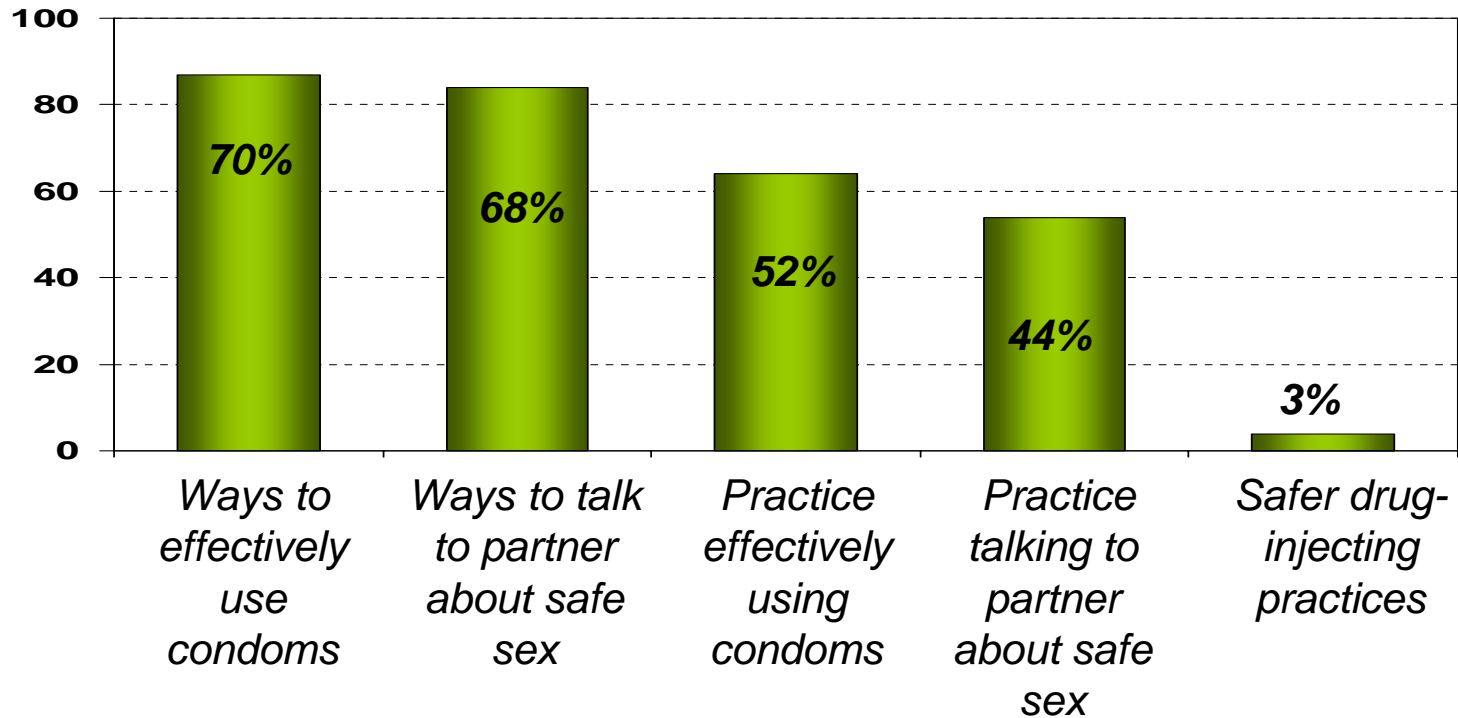 100
80
60
40
20
0
70%
68%
52%
44%
3%
Ways to
effectively
use
condoms
Ways to talk
to partner
about safe
sex
Practice
effectively
using
condoms
Practice
talking to
partner
about safe
sex
Safer drug-
injecting
practices